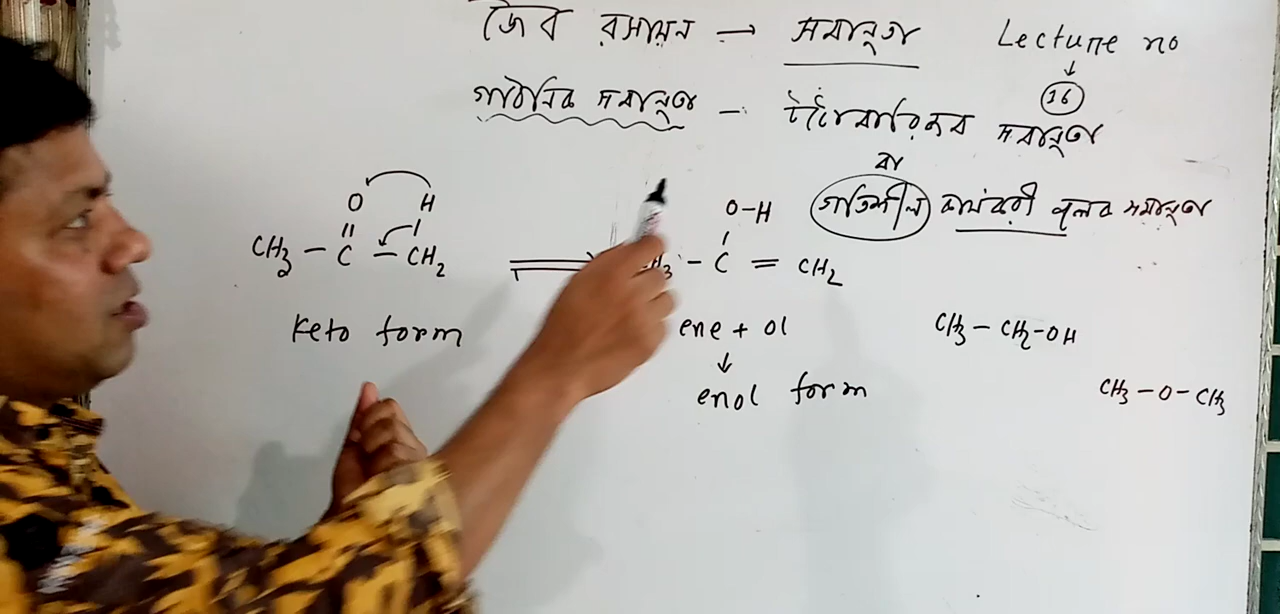 জৈব রসায়ন → সমানুতা Lecture no
↓
16
গাঠনিক সমানুতা - টটোমারিজম সমানুতা
বা
গতিশীল কার্যকরী মূলক সমানুতা
O H
|| |
CH3 - C - CH2 ⇌ H3 - C = CH2
|
O-H
Keto form
ene + ol
↓
enol form
CH3 - CH2-OH
CH3 - O - CH3